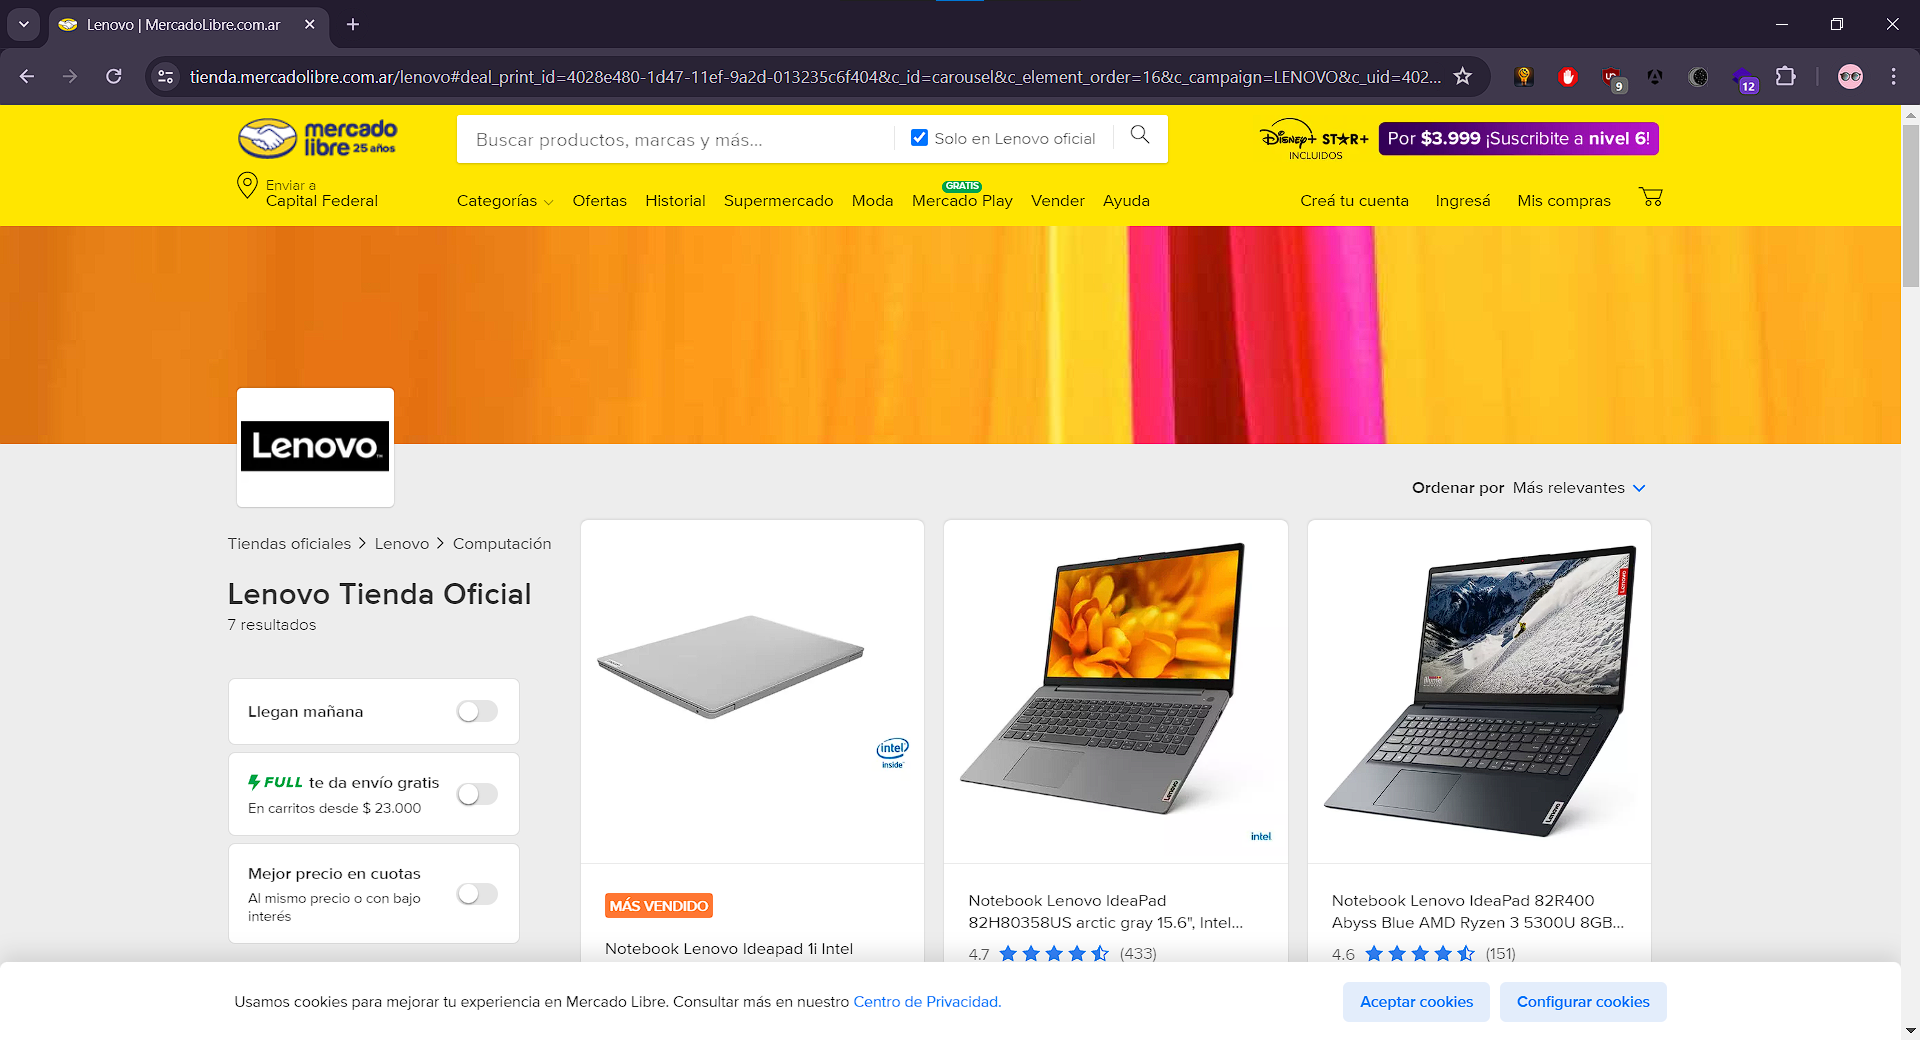 Lenovo | MercadoLibre.com.ar
tienda.mercadolibre.com.ar/lenovo#deal_print_id=4028e480-1d47-11ef-9a2d-013235c6f404&c_id=carousel&c_element_order=16&c_campaign=LENOVO&c_uid=402...
9
12
mercado
libre 25 años
Buscar productos, marcas y más...
Solo en Lenovo oficial
Disney+ STAR+
INCLUIDOS
Por $3.999 ¡Suscribite a nivel 6!
Enviar a
Capital Federal
Categorías
Ofertas
Historial
Supermercado
Moda
GRATIS
Mercado Play
Vender
Ayuda
Creá tu cuenta
Ingresá
Mis compras
Lenovo
Ordenar por Más relevantes
Tiendas oficiales > Lenovo > Computación
Lenovo Tienda Oficial
7 resultados
Llegan mañana
FULL te da envío gratis
En carritos desde $ 23.000
Mejor precio en cuotas
Al mismo precio o con bajo
interés
intel
inside
MÁS VENDIDO
Notebook Lenovo Ideapad 1i Intel
Lenovo
intel
Notebook Lenovo IdeaPad
82H80358US arctic gray 15.6", Intel...
4.7 (433)
Lenovo
Lenovo
Notebook Lenovo IdeaPad 82R400
Abyss Blue AMD Ryzen 3 5300U 8GB...
4.6 (151)
Usamos cookies para mejorar tu experiencia en Mercado Libre. Consultar más en nuestro Centro de Privacidad.
Aceptar cookies
Configurar cookies